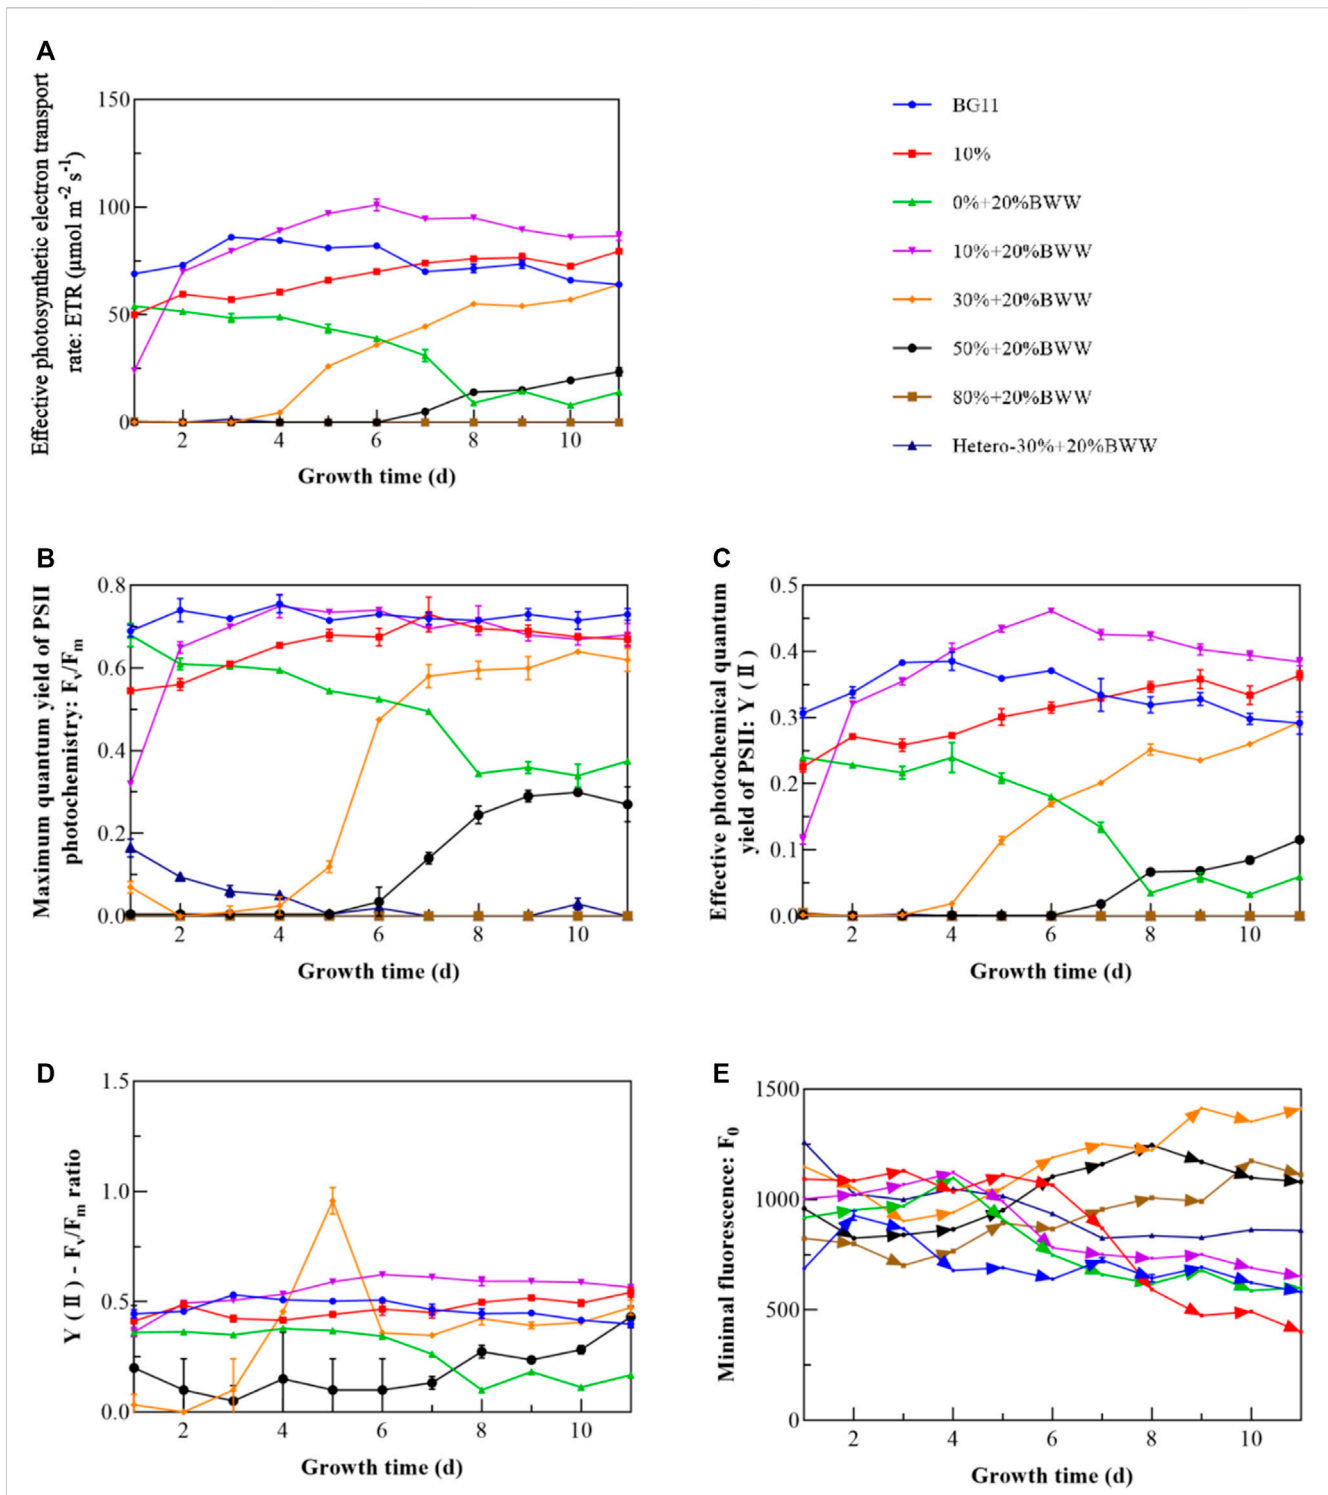 A
Effective photosynthetic electron transport
rate: ETR (μmol m⁻² s⁻¹)
150
100
50
0
2 4 6 8 10
Growth time (d)
BG11
10%
0%+20%BWW
10%+20%BWW
30%+20%BWW
50%+20%BWW
80%+20%BWW
Hetero-30%+20%BWW
B
Maximum quantum yield of PSII
photochemistry: Fv/Fm
0.8
0.6
0.4
0.2
0.0
2 4 6 8 10
Growth time (d)
C
Effective photochemical quantum
yield of PSII: Y (Ⅱ)
0.5
0.4
0.3
0.2
0.1
0.0
2 4 6 8 10
Growth time (d)
D
Y (Ⅱ) - Fv/Fm ratio
1.5
1.0
0.5
0.0
2 4 6 8 10
Growth time (d)
E
Minimal fluorescence: F0
1500
1000
500
0
2 4 6 8 10
Growth time (d)